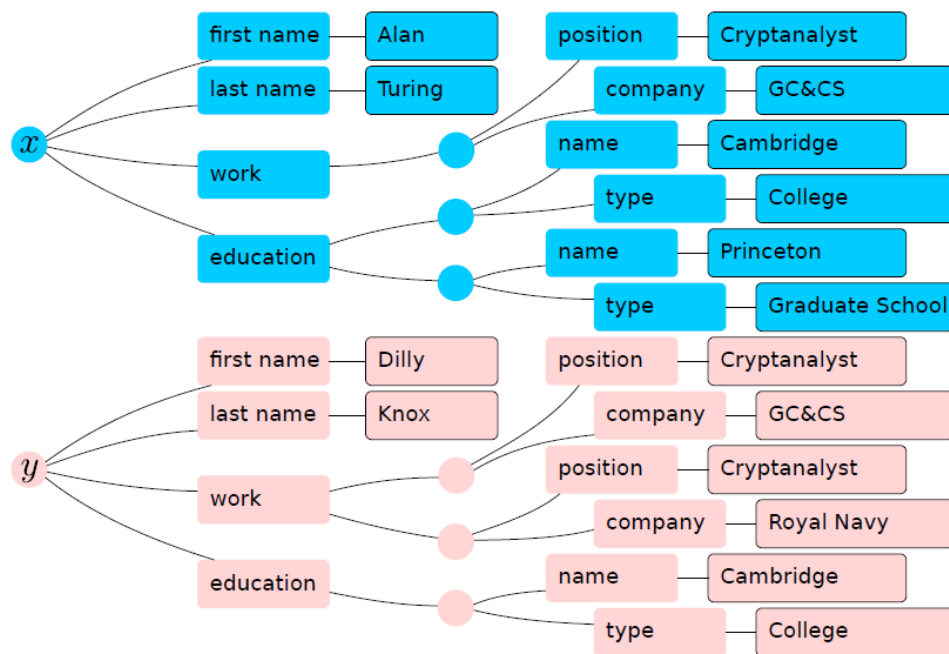 first name Alan position Cryptanalyst
last name Turing company GC&CS
x
name Cambridge
work
type College
education name Princeton
type Graduate School
first name Dilly position Cryptanalyst
last name Knox company GC&CS
y
position Cryptanalyst
work
company Royal Navy
education name Cambridge
type College